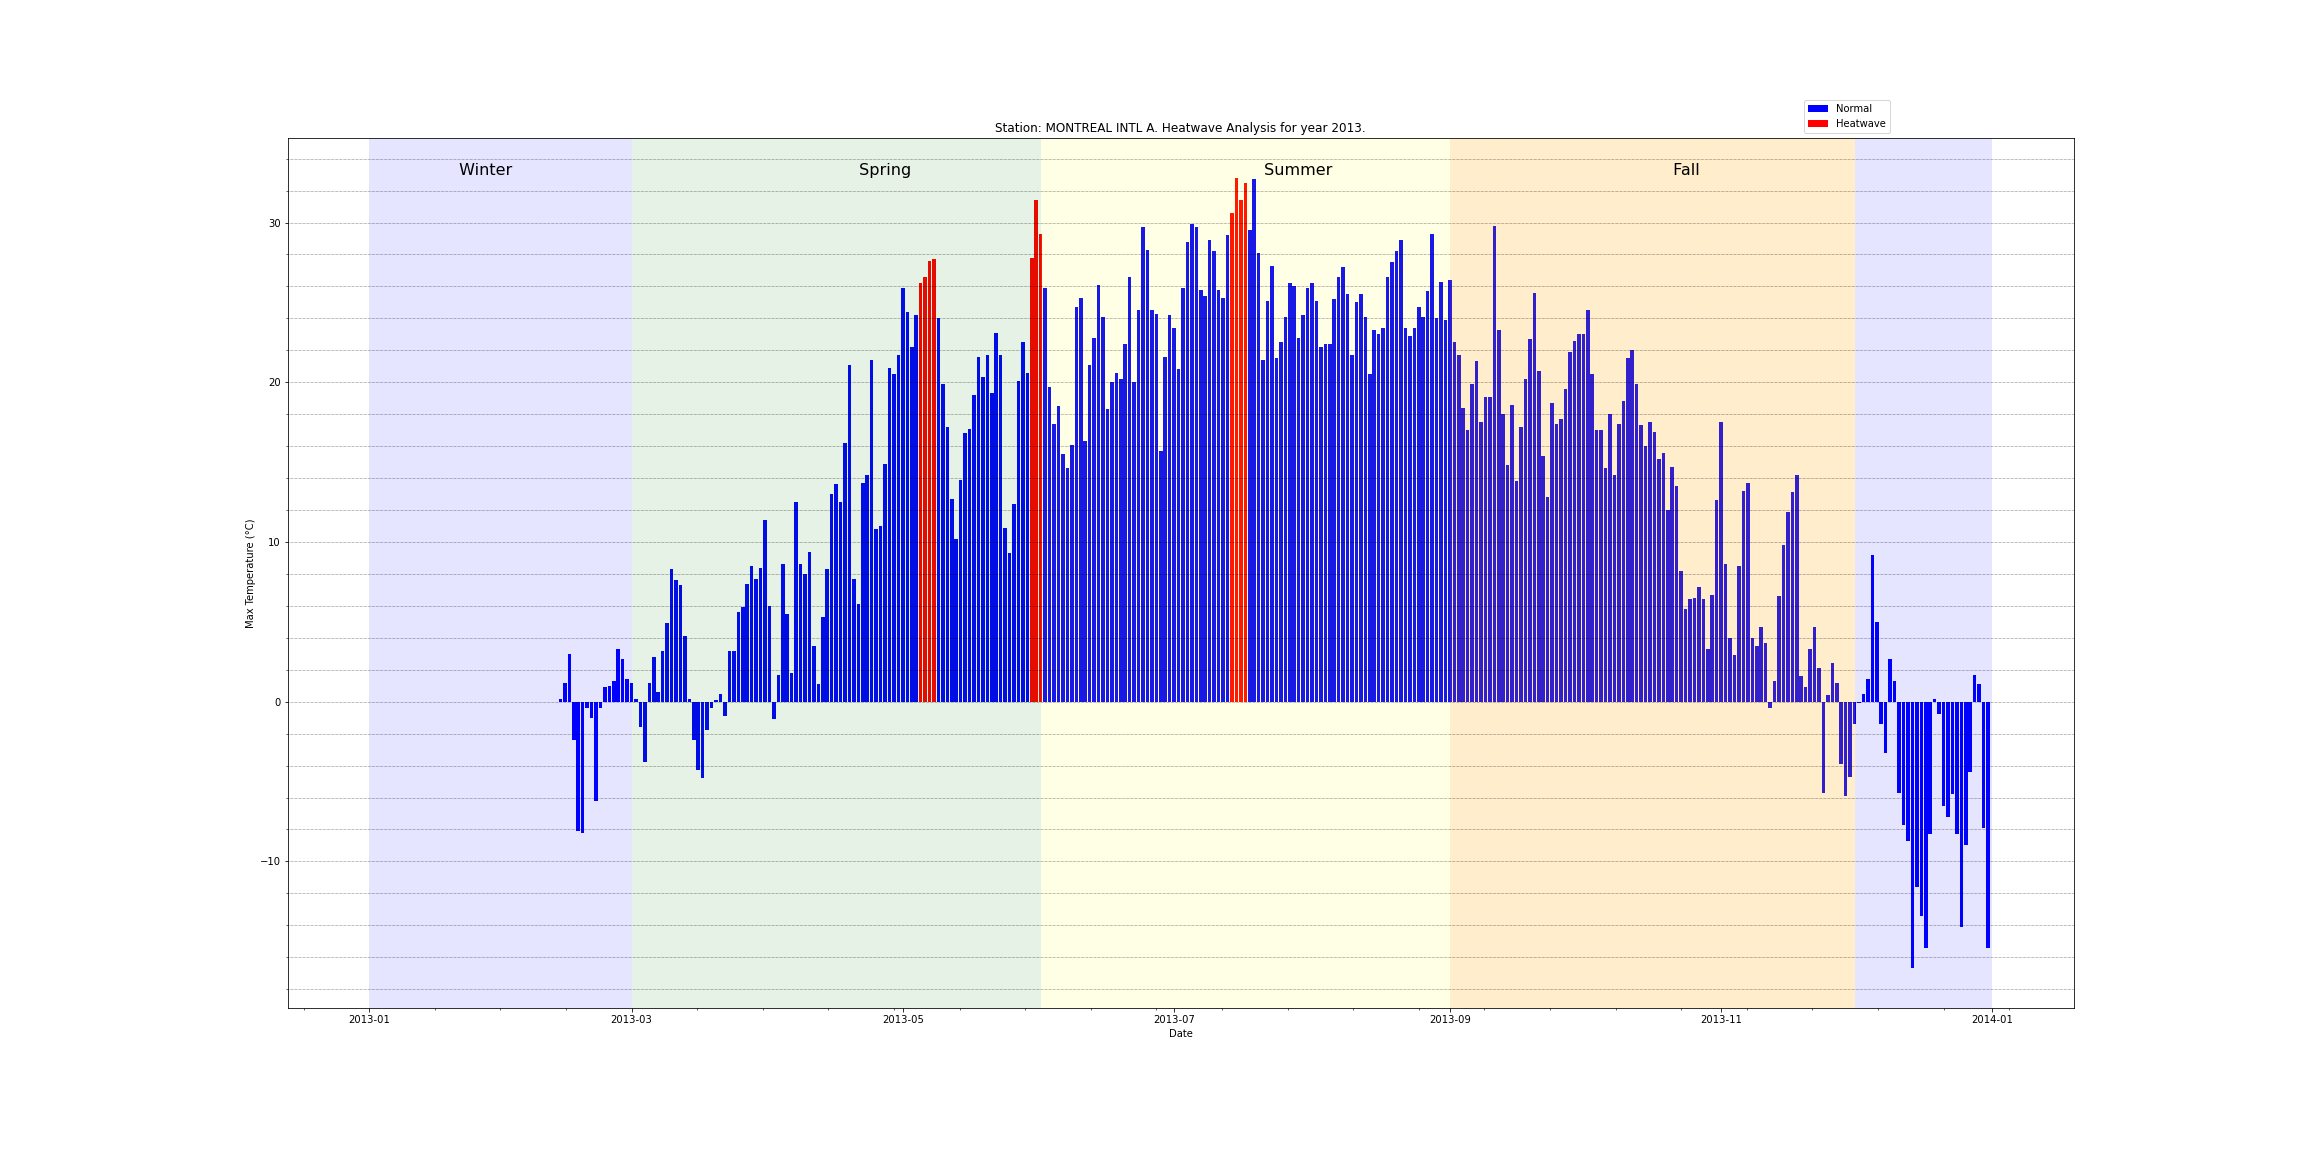 Normal
Heatwave
Station: MONTREAL INTL A. Heatwave Analysis for year 2013.
Winter Spring Summer Fall
30
20
10
0
−10
Max Temperature (°C)
2013-01 2013-03 2013-05 2013-07 2013-09 2013-11 2014-01
Date